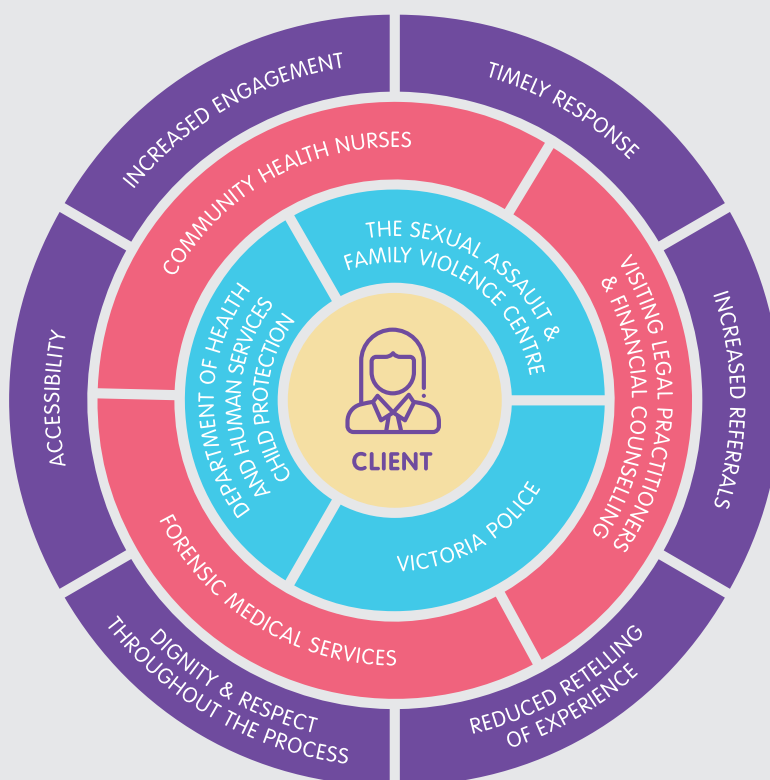 INCREASED ENGAGEMENT
TIMELY RESPONSE
INCREASED REFERRALS
REDUCED RETELLING
OF EXPERIENCE
DIGNITY & RESPECT
THROUGHOUT THE PROCESS
ACCESSIBILITY
COMMUNITY HEALTH NURSES
VISITING LEGAL PRACTITIONERS
& FINANCIAL COUNSELLING
FORENSIC MEDICAL SERVICES
THE SEXUAL ASSAULT &
FAMILY VIOLENCE CENTRE
VICTORIA POLICE
DEPARTMENT OF HEALTH
AND HUMAN SERVICES
CHILD PROTECTION
CLIENT